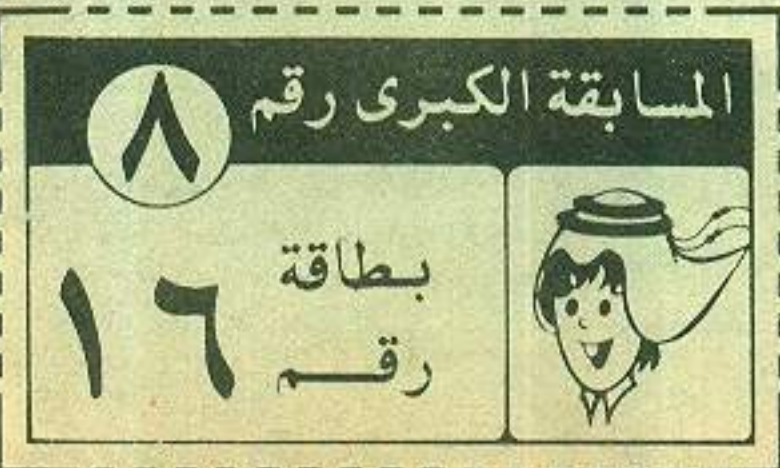 المسابقة الكبرى رقم ٨
بطاقة
رقم ١٦